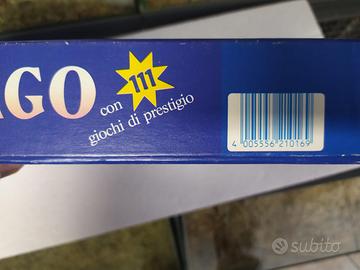 AGO
con 111
giochi di prestigio
4 005556 210169
subito